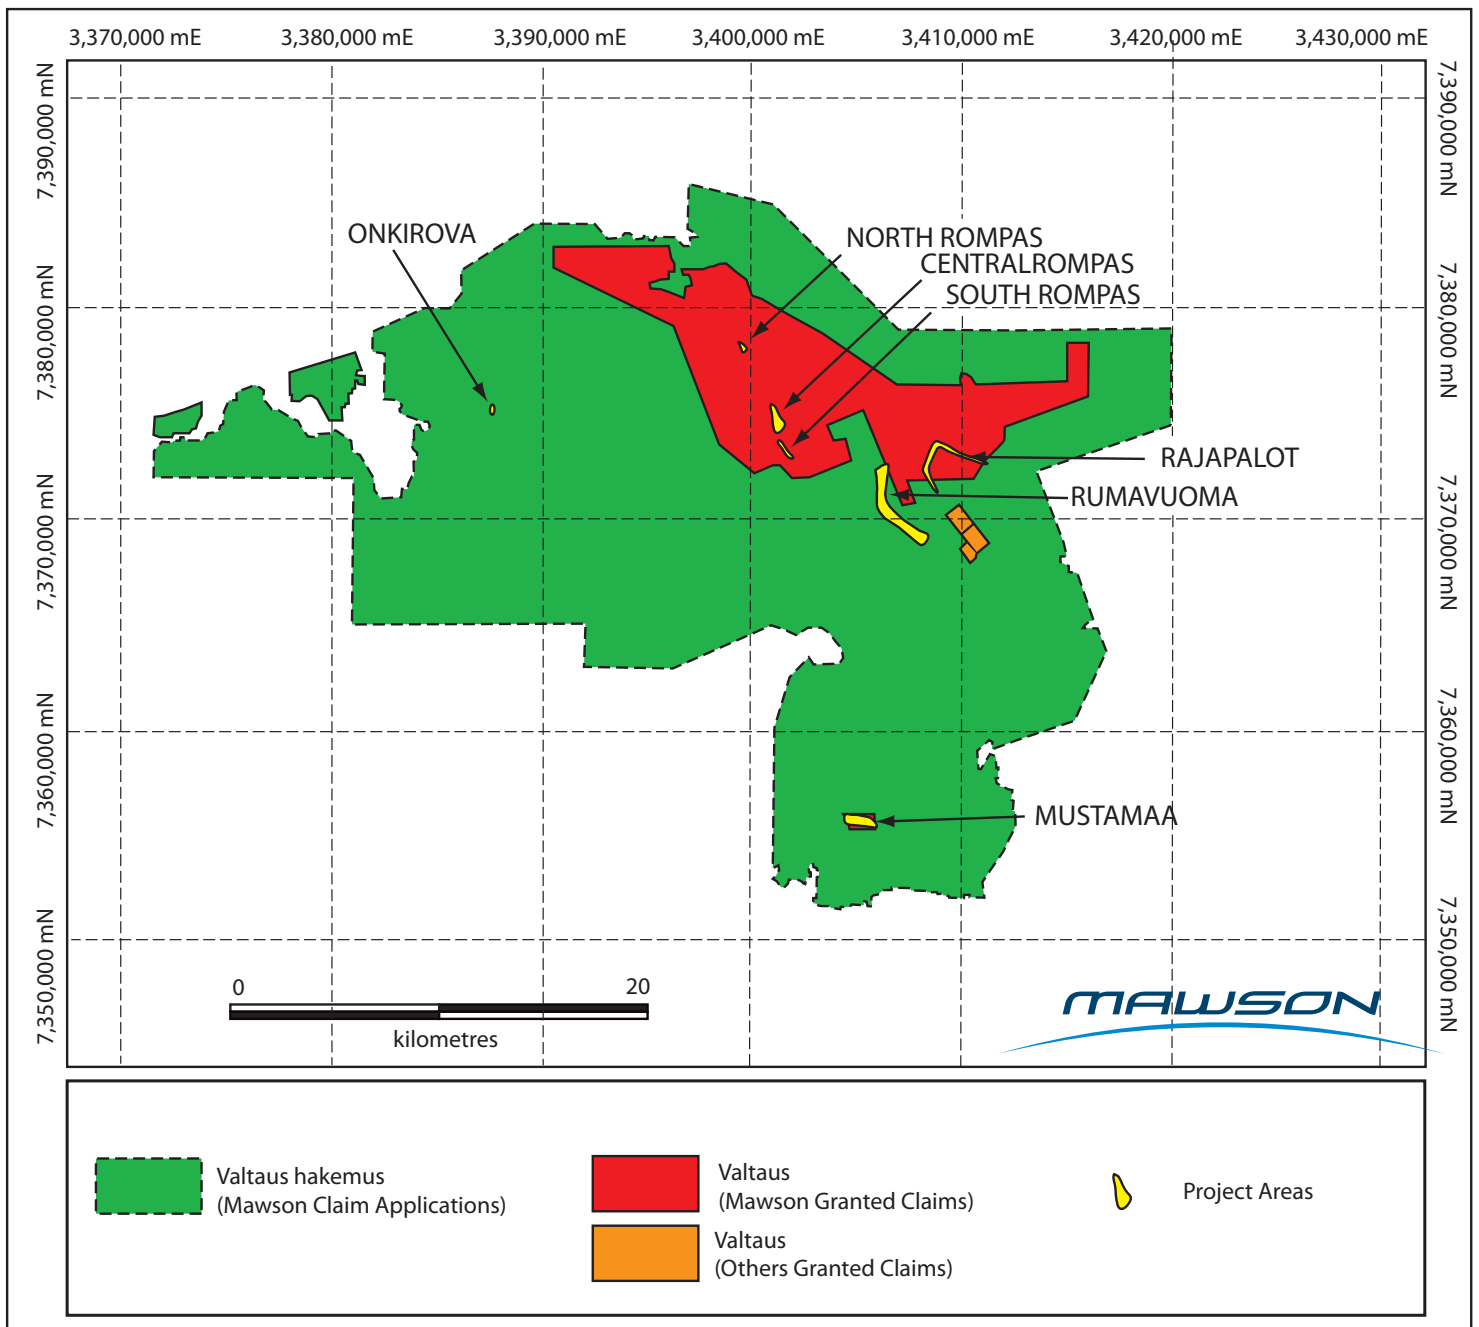 3,370,000 mE
3,380,000 mE
3,390,000 mE
3,400,000 mE
3,410,000 mE
3,420,000 mE
3,430,000 mE
7,390,000 mN
7,390,000 mN
ONKIROVA
NORTH ROMPAS
CENTRALROMPAS
SOUTH ROMPAS
7,380,000 mN
7,380,000 mN
RAJAPALOT
RUMAVUOMA
7,370,000 mN
7,370,000 mN
7,360,000 mN
7,360,000 mN
MUSTAMAA
7,350,000 mN
7,350,000 mN
0
20
kilometres
MAWSON
Valtaus hakemus
(Mawson Claim Applications)
Valtaus
(Mawson Granted Claims)
Valtaus
(Others Granted Claims)
Project Areas